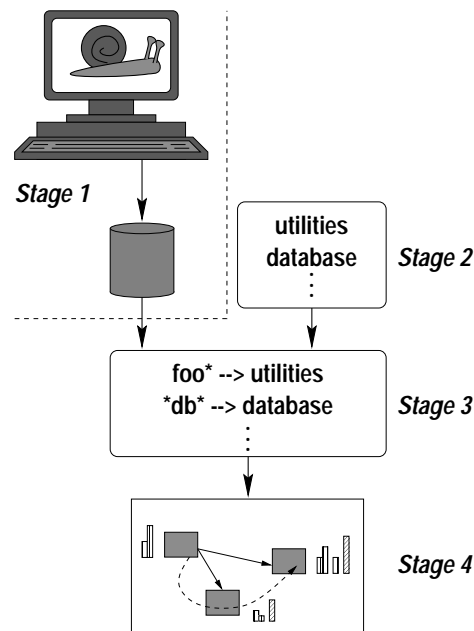 Stage 1
utilities
database
Stage 2
foo* --> utilities
*db* --> database
Stage 3
Stage 4